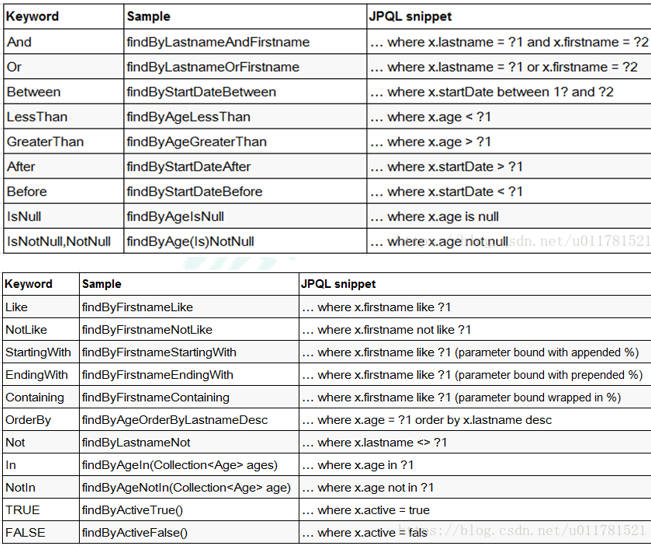 Keyword Sample JPQL snippet
And findByLastnameAndFirstname … where x.lastname = ?1 and x.firstname = ?2
Or findByLastnameOrFirstname … where x.lastname = ?1 or x.firstname = ?2
Between findByStartDateBetween … where x.startDate between 1? and ?2
LessThan findByAgeLessThan … where x.age < ?1
GreaterThan findByAgeGreaterThan … where x.age > ?1
After findByStartDateAfter … where x.startDate > ?1
Before findByStartDateBefore … where x.startDate < ?1
IsNull findByAgeIsNull … where x.age is null
IsNotNull,NotNull findByAge(Is)NotNull … where x.age not null
https://blog.csdn.net/u011781521
Keyword Sample JPQL snippet
Like findByFirstnameLike … where x.firstname like ?1
NotLike findByFirstnameNotLike … where x.firstname not like ?1
StartingWith findByFirstnameStartingWith … where x.firstname like ?1 (parameter bound with appended %)
EndingWith findByFirstnameEndingWith … where x.firstname like ?1 (parameter bound with prepended %)
Containing findByFirstnameContaining … where x.firstname like ?1 (parameter bound wrapped in %)
OrderBy findByAgeOrderByLastnameDesc … where x.age = ?1 order by x.lastname desc
Not findByLastnameNot … where x.lastname <> ?1
In findByAgeIn(Collection<Age> ages) … where x.age in ?1
NotIn findByAgeNotIn(Collection<Age> age) … where x.age not in ?1
TRUE findByActiveTrue() … where x.active = true
FALSE findByActiveFalse() … where x.active = fals
https://blog.csdn.net/u011781521